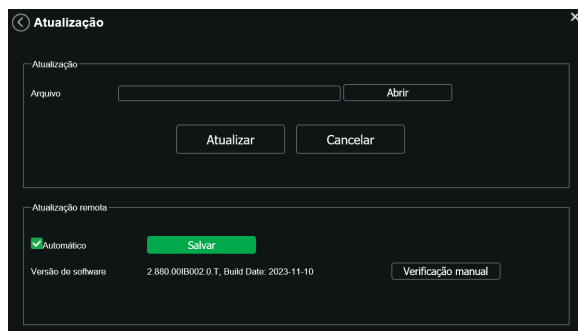 Atualização
Atualização
Arquivo Abrir
Atualizar Cancelar
Atualização remota
Automático Salvar
Versão de software 2.880.00IB002.0.T, Build Date: 2023-11-10 Verificação manual